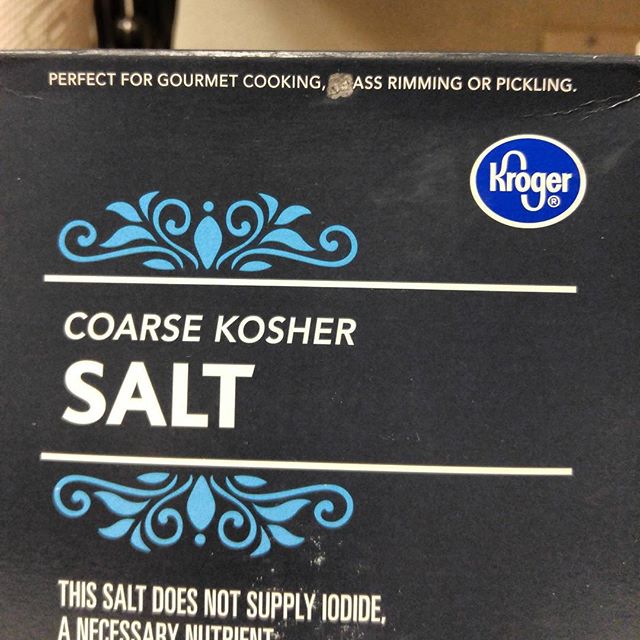 PERFECT FOR GOURMET COOKING, ASS RIMMING OR PICKLING.
Kroger
®
COARSE KOSHER
SALT
THIS SALT DOES NOT SUPPLY IODIDE,
A NECESSARY NUTRIENT